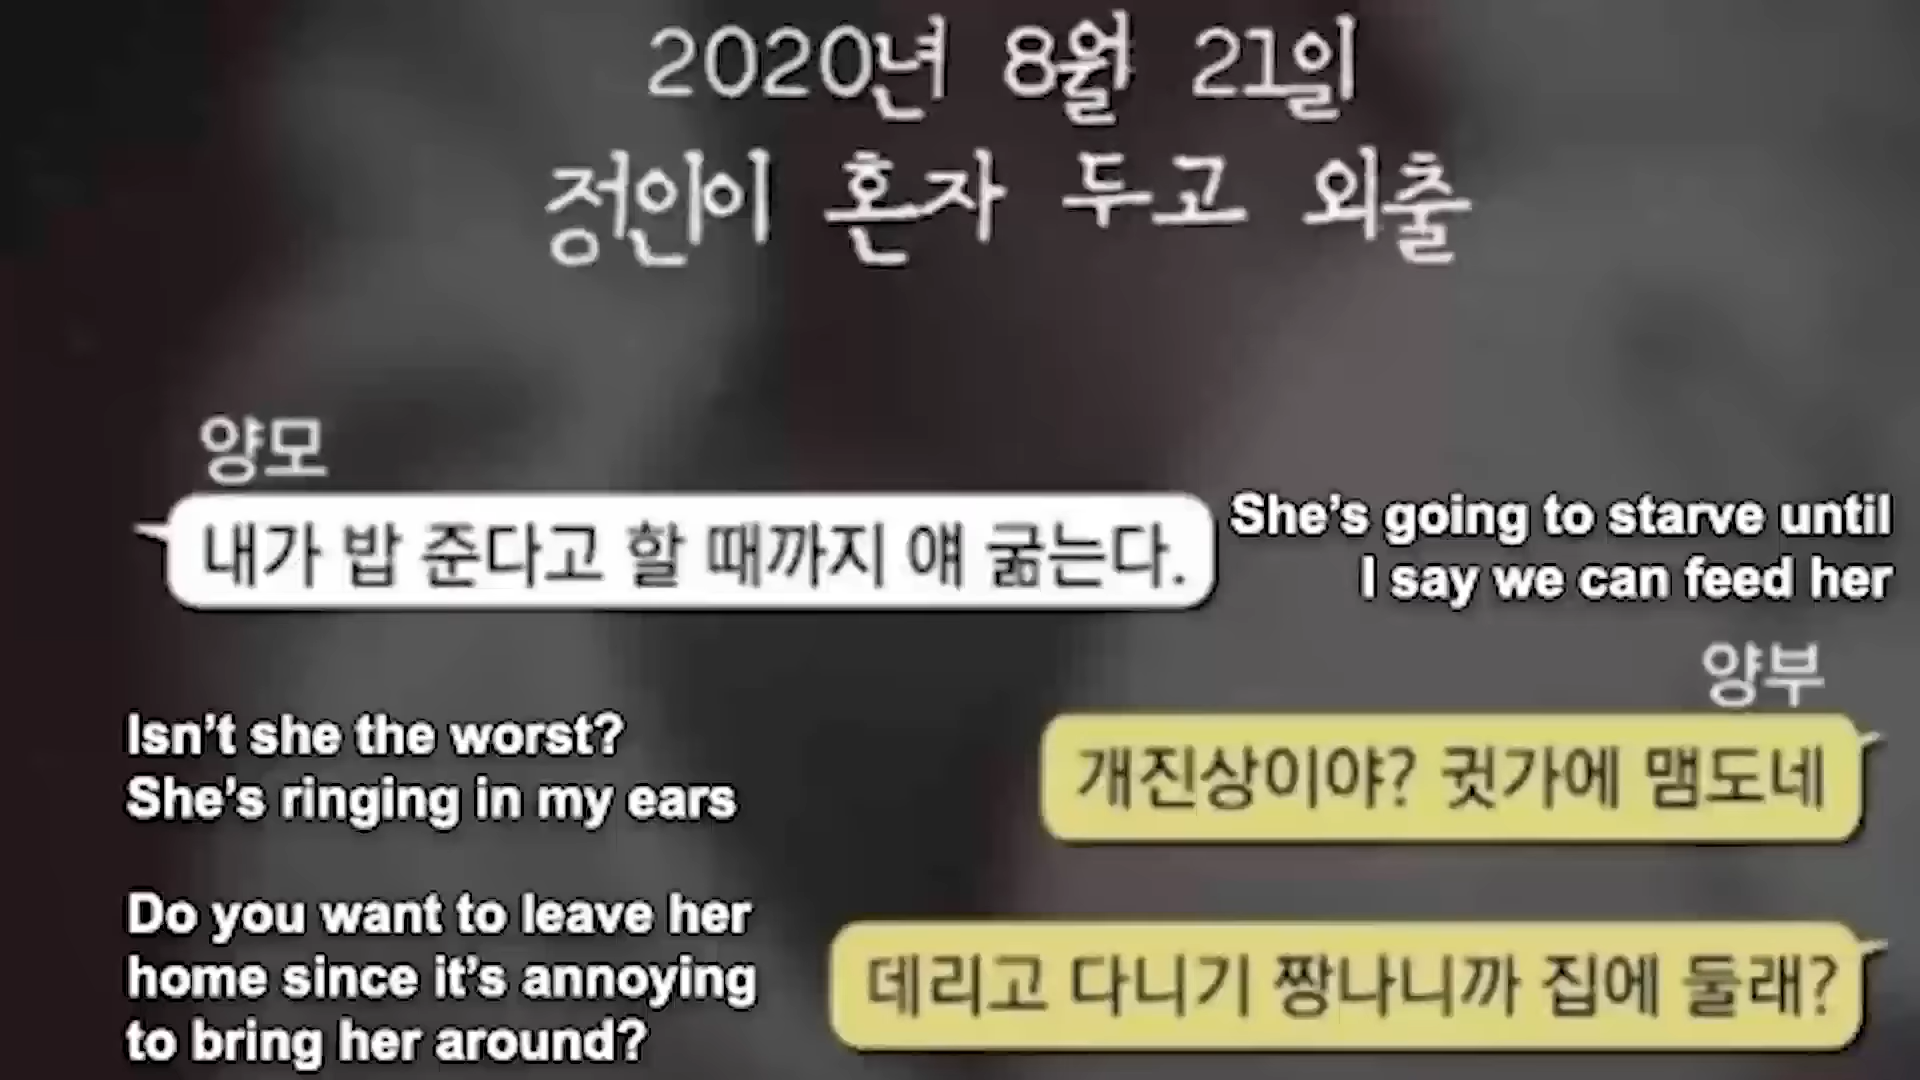 2020년 8월 21일
정인이 혼자 두고 외출
양모
내가 밥 준다고 할 때까지 얘 굶는다.
She's going to starve until
I say we can feed her
양부
개진상이야? 귓가에 맴도네
Isn't she the worst?
She's ringing in my ears
데리고 다니기 짱나니까 집에 둘래?
Do you want to leave her
home since it's annoying
to bring her around?